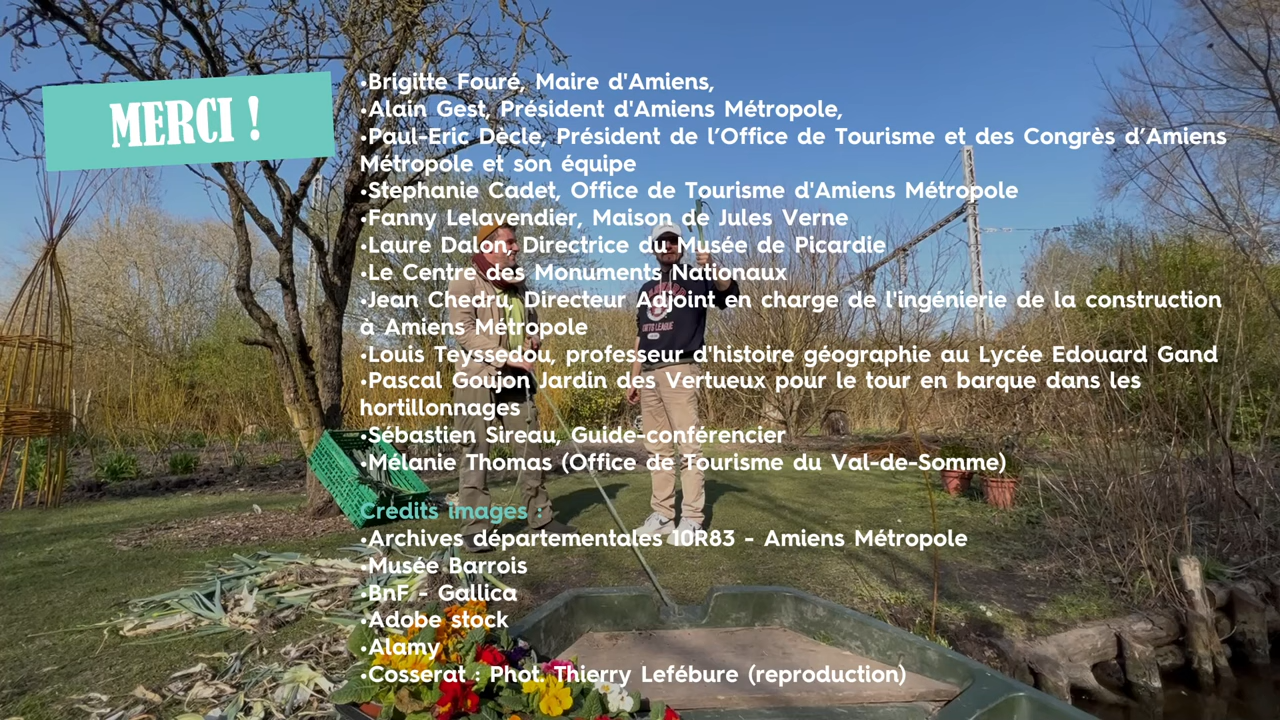 MERCI !
•Brigitte Fouré, Maire d'Amiens,
•Alain Gest, Président d'Amiens Métropole,
•Paul-Eric Dècle, Président de l’Office de Tourisme et des Congrès d’Amiens
Métropole et son équipe
•Stephanie Cadet, Office de Tourisme d'Amiens Métropole
•Fanny Lelavendier, Maison de Jules Verne
•Laure Dalon, Directrice du Musée de Picardie
•Le Centre des Monuments Nationaux
•Jean Chedru, Directeur Adjoint en charge de l'ingénierie de la construction
à Amiens Métropole
•Louis Teyssedou, professeur d'histoire géographie au Lycée Edouard Gand
•Pascal Goujon Jardin des Vertueux pour le tour en barque dans les
hortillonnages
•Sébastien Sireau, Guide-conférencier
•Mélanie Thomas (Office de Tourisme du Val-de-Somme)
Crédits images :
•Archives départementales 10R83 - Amiens Métropole
•Musée Barrois
•BnF - Gallica
•Adobe stock
•Alamy
•Cosserat : Phot. Thierry Lefébure (reproduction)